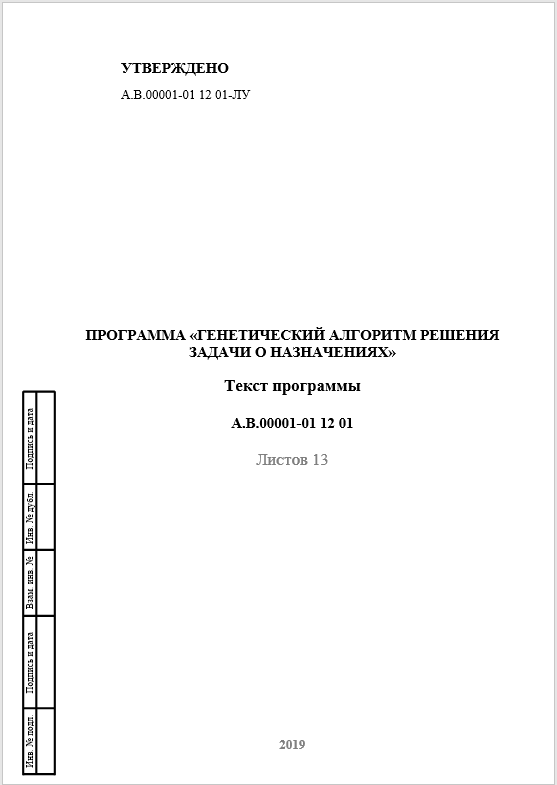 УТВЕРЖДЕНО
А.В.00001-01 12 01-ЛУ
ПРОГРАММА «ГЕНЕТИЧЕСКИЙ АЛГОРИТМ РЕШЕНИЯ
ЗАДАЧИ О НАЗНАЧЕНИЯХ»
Текст программы
А.В.00001-01 12 01
Листов 13
Подпись и дата
Инв. № дубл.
Взам. инв. №
Подпись и дата
Инв. № подп.
2019